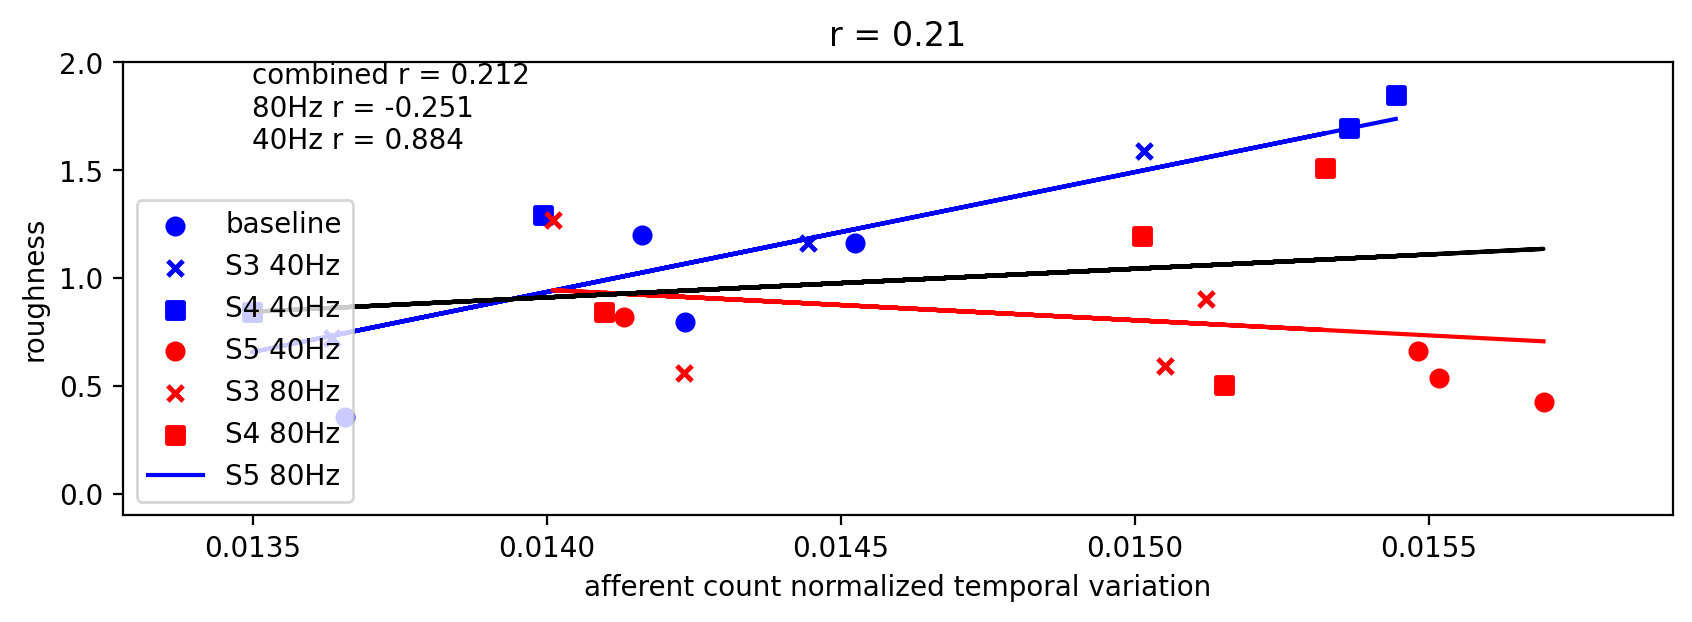 r = 0.21
combined r = 0.212
80Hz r = -0.251
40Hz r = 0.884
2.0
1.5
1.0
0.5
0.0
roughness
baseline
S3 40Hz
S4 40Hz
S5 40Hz
S3 80Hz
S4 80Hz
S5 80Hz
0.0135 0.0140 0.0145 0.0150 0.0155
afferent count normalized temporal variation